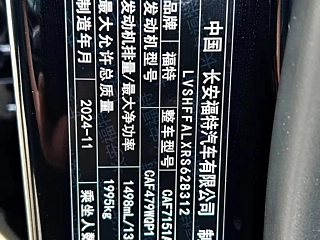 中国 长安福特汽车有限公司 制
LVSHFFALXRS628312
品牌 福特 整车型号 CAF7151A
发动机型号 CAF479WQP1
发动机排量/最大净功率 1498mL/13
最大允许总质量 1995kg
制造年月 2024-11 乘坐人数